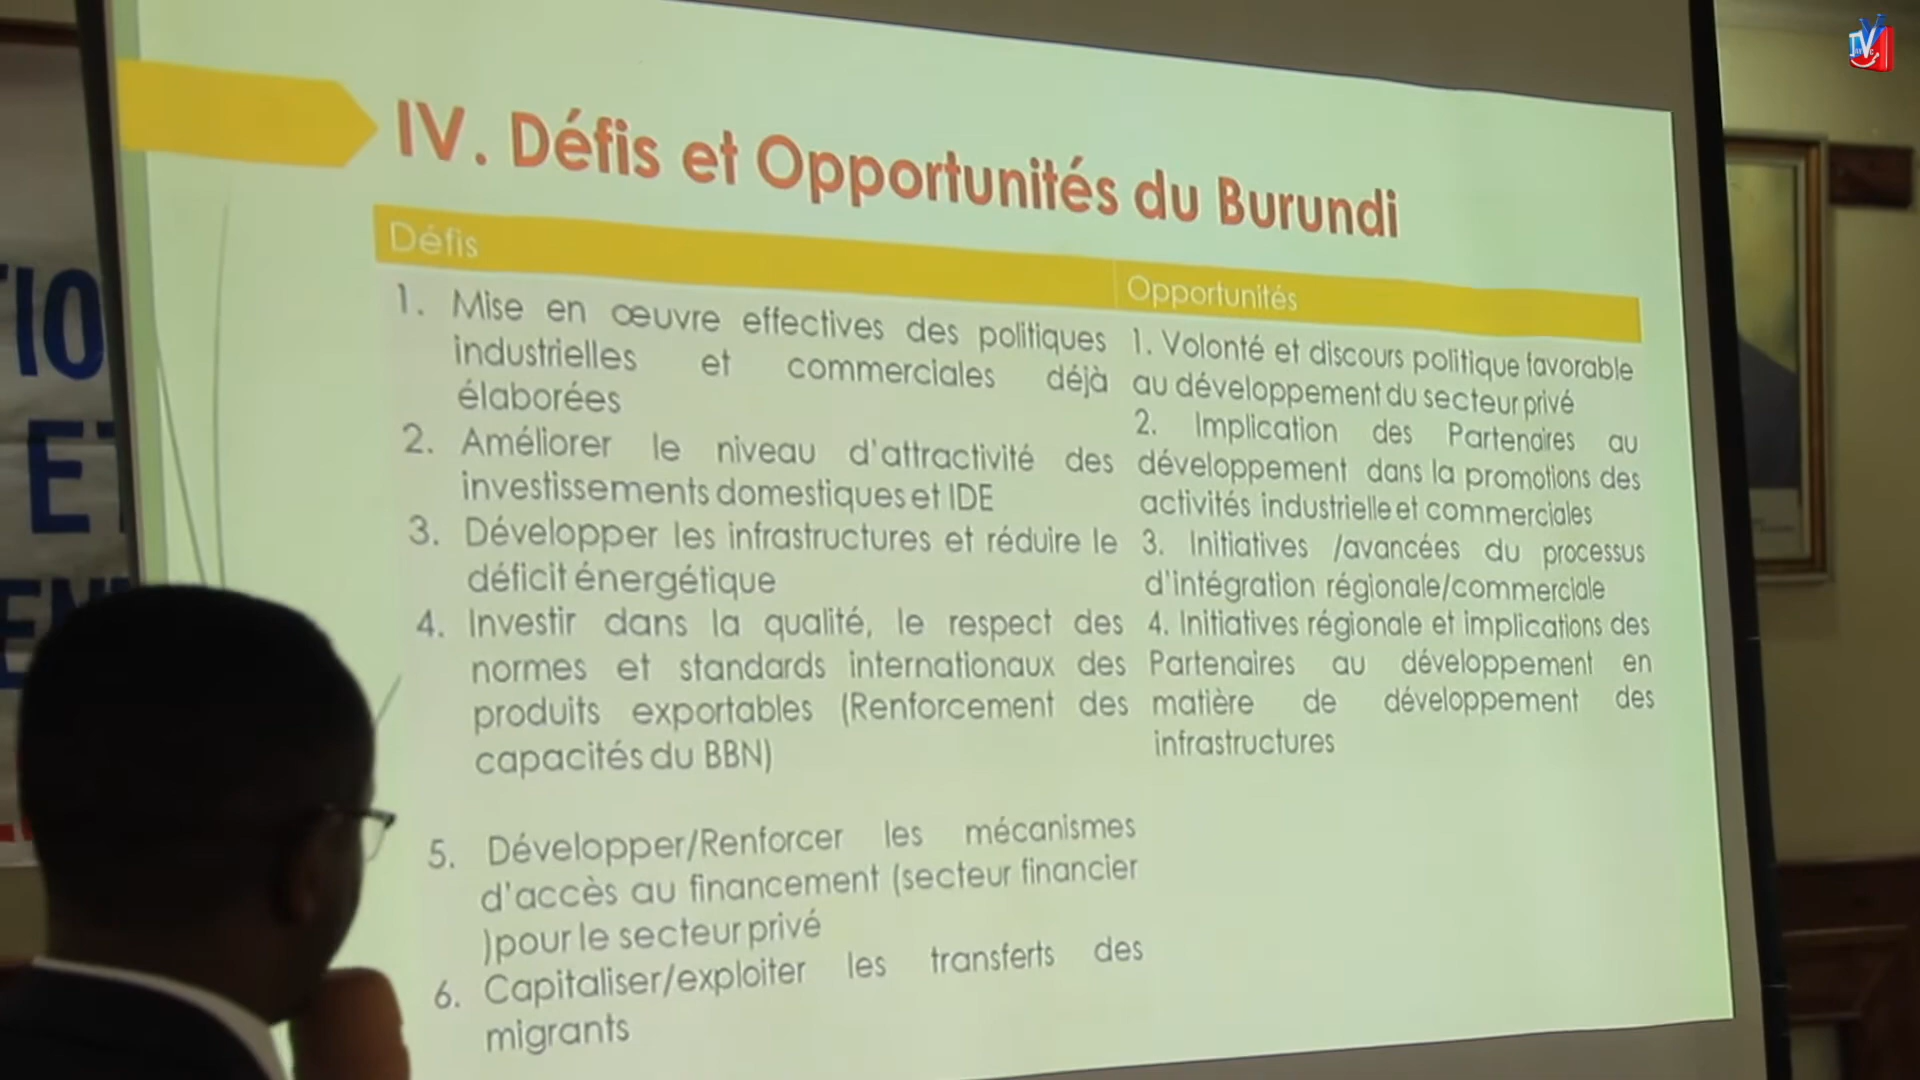 IV. Défis et Opportunités du Burundi
Défis
1. Mise en œuvre effectives des politiques
industrielles et commerciales déjà
élaborées
2. Améliorer le niveau d'attractivité des
investissements domestiques et IDE
3. Développer les infrastructures et réduire le
déficit énergétique
4. Investir dans la qualité, le respect des
normes et standards internationaux des
produits exportables (Renforcement des
capacités du BBN)
5. Développer/Renforcer les mécanismes
d'accès au financement (secteur financier
)pour le secteur privé
6. Capitaliser/exploiter les transferts des
migrants
Opportunités
1. Volonté et discours politique favorable
au développement du secteur privé
2. Implication des Partenaires au
développement dans la promotions des
activités industrielle et commerciales
3. Initiatives /avancées du processus
d'intégration régionale/commerciale
4. Initiatives régionale et implications des
Partenaires au développement en
matière de développement des
infrastructures